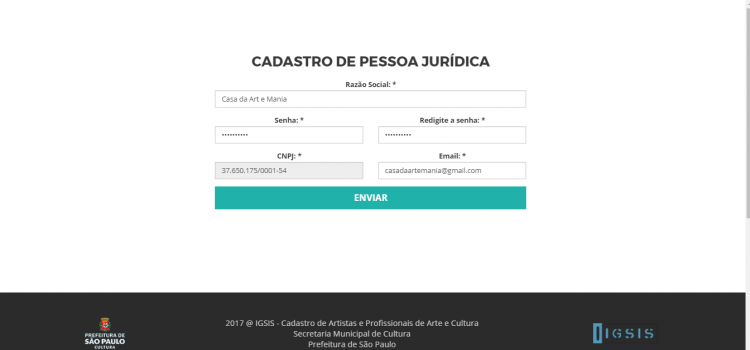 CADASTRO DE PESSOA JURÍDICA
Razão Social: *
Casa da Art e Mania
Senha: * Redigite a senha: *
•••••••••• ••••••••••
CNPJ: * Email: *
37.650.175/0001-54 casadaartemania@gmail.com
ENVIAR
2017 @ IGSIS - Cadastro de Artistas e Profissionais de Arte e Cultura
Secretaria Municipal de Cultura
Prefeitura de São Paulo
PREFEITURA DE
SÃO PAULO
CULTURA
IGSIS